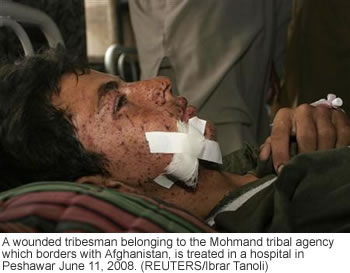 A wounded tribesman belonging to the Mohmand tribal agency
which borders with Afghanistan, is treated in a hospital in
Peshawar June 11, 2008. (REUTERS/Ibrar Tanoli)